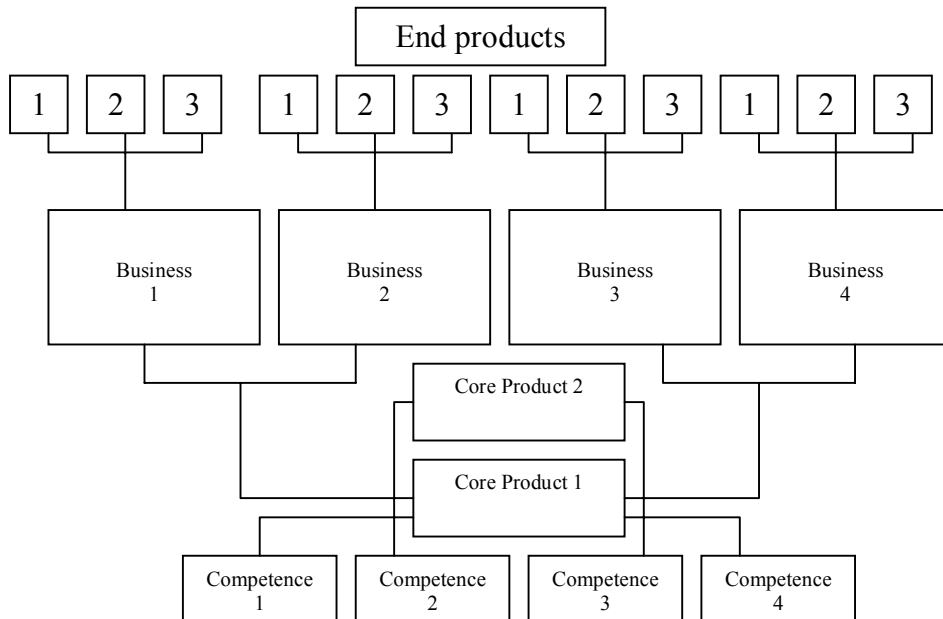 End products
1 2 3 1 2 3 1 2 3 1 2 3
Business
1
Business
2
Business
3
Business
4
Core Product 2
Core Product 1
Competence
1
Competence
2
Competence
3
Competence
4